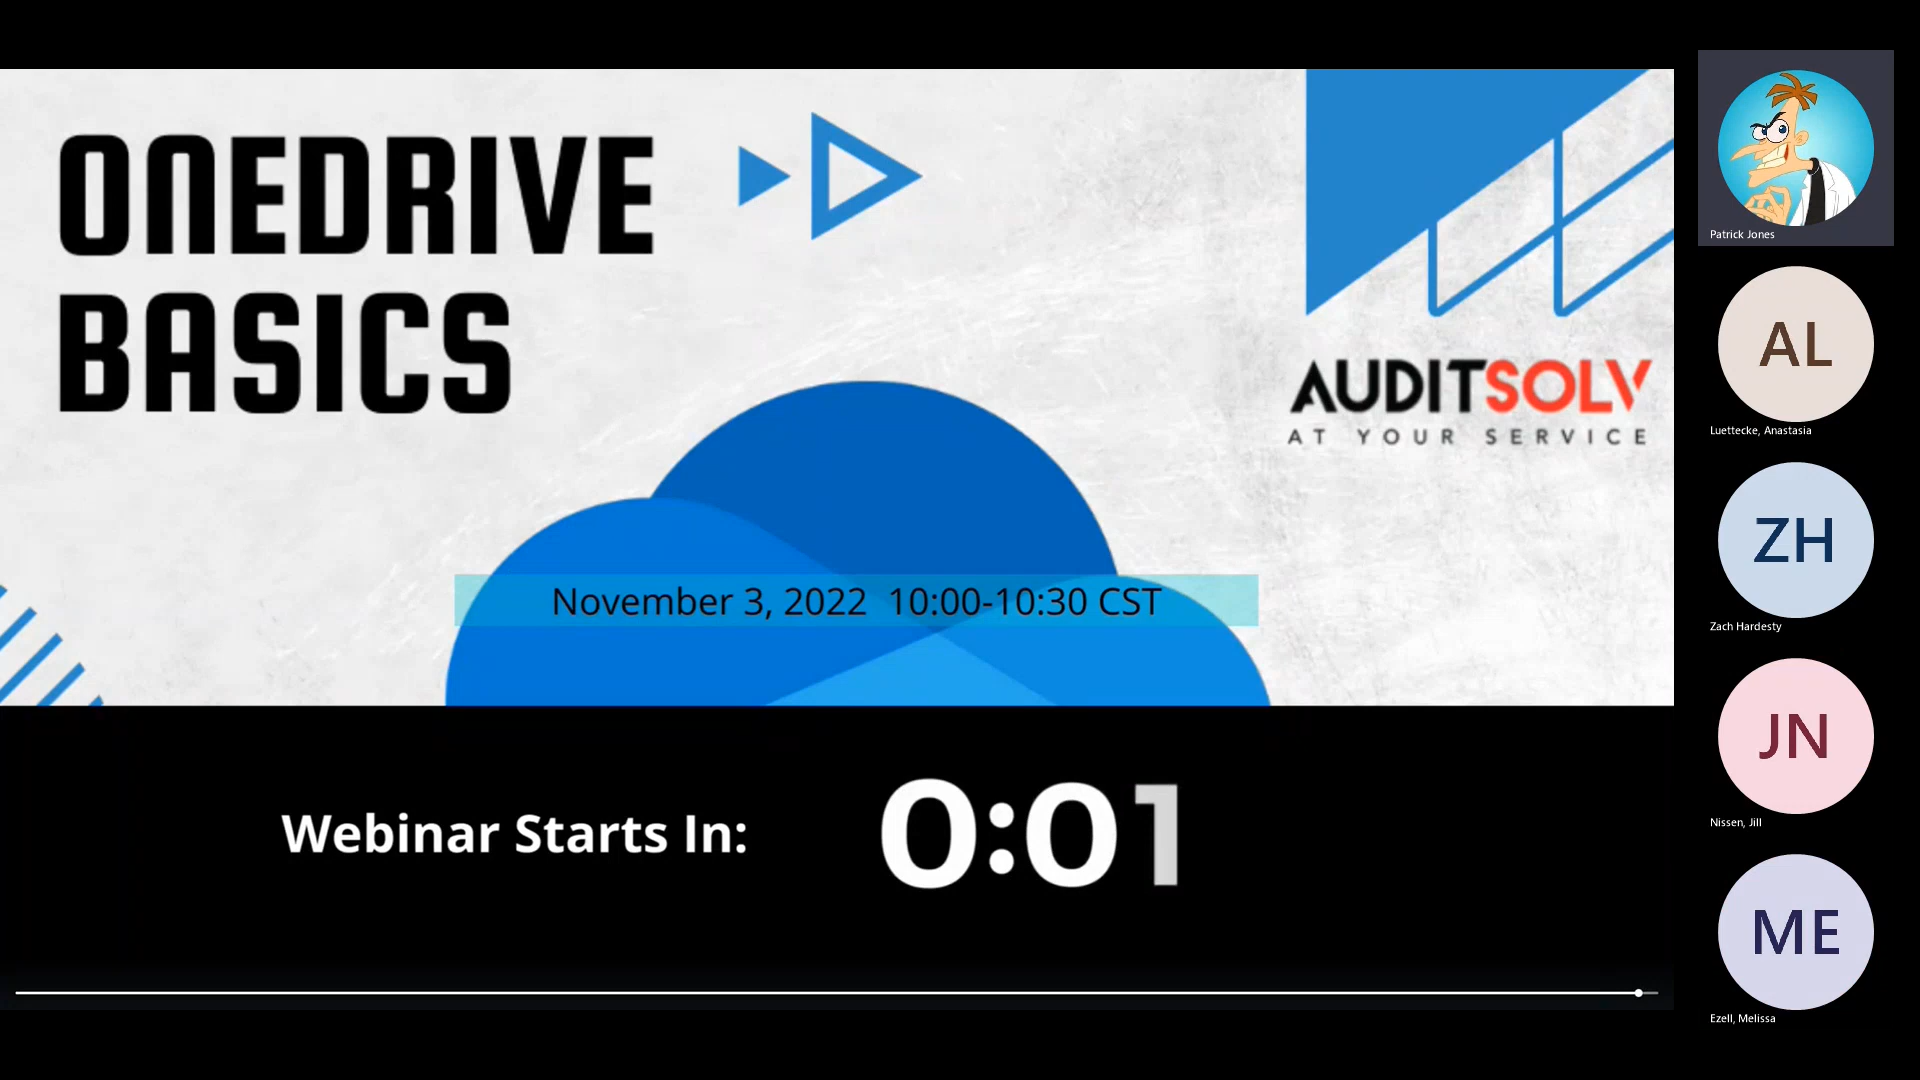 ONEDRIVE
BASICS
AUDITSOLV
AT YOUR SERVICE
November 3, 2022 10:00-10:30 CST
Webinar Starts In: 0:01
Patrick Jones
AL
Luettecke, Anastasia
ZH
Zach Hardesty
JN
Nissen, Jill
ME
Ezell, Melissa